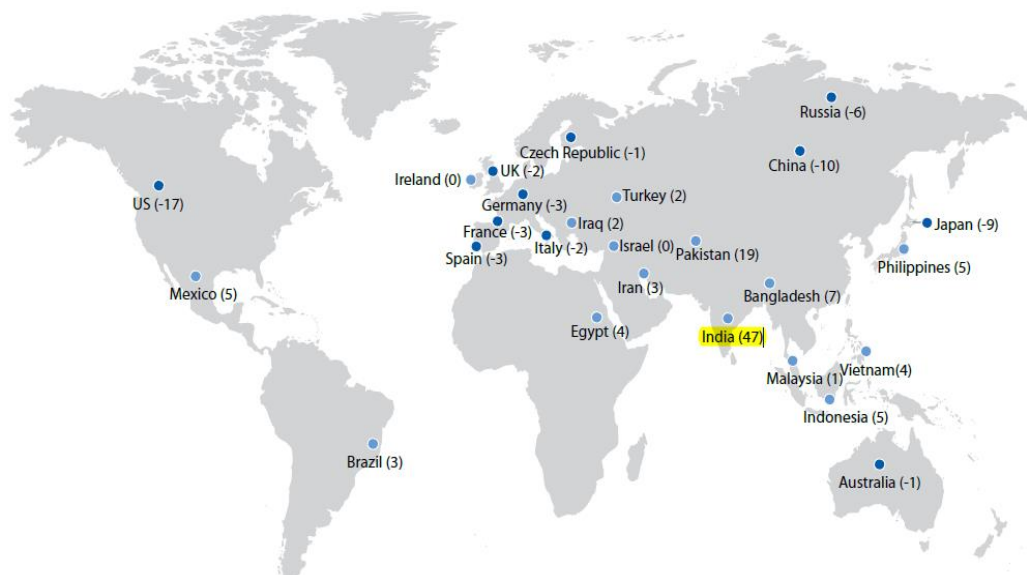 Russia (-6)
Czech Republic (-1)
China (-10)
UK (-2)
Ireland (0)
US (-17)
Germany (-3)
Turkey (2)
France (-3)
Iraq (2)
Japan (-9)
Spain (-3)
Italy (-2)
Israel (0)
Pakistan (19)
Philippines (5)
Mexico (5)
Iran (3)
Bangladesh (7)
Egypt (4)
India (47)
Malaysia (1)
Vietnam(4)
Indonesia (5)
Brazil (3)
Australia (-1)